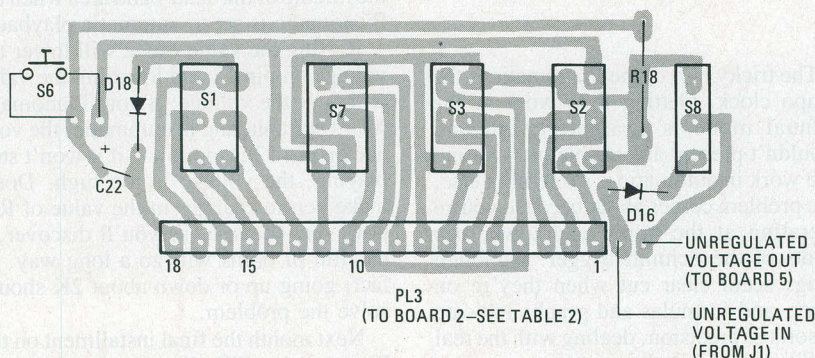 S6
D18
S1
S7
S3
S2
R18
S8
+
C22
D16
18
15
10
1
PL3
(TO BOARD 2–SEE TABLE 2)
UNREGULATED
VOLTAGE OUT
(TO BOARD 5)
UNREGULATED
VOLTAGE IN
(FROM J1)